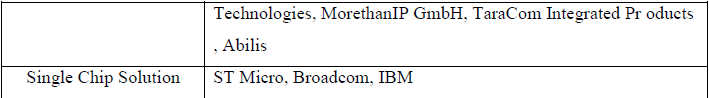 Technologies, MorethanIP GmbH, TaraCom Integrated Pr oducts
, Abilis
Single Chip Solution ST Micro, Broadcom, IBM